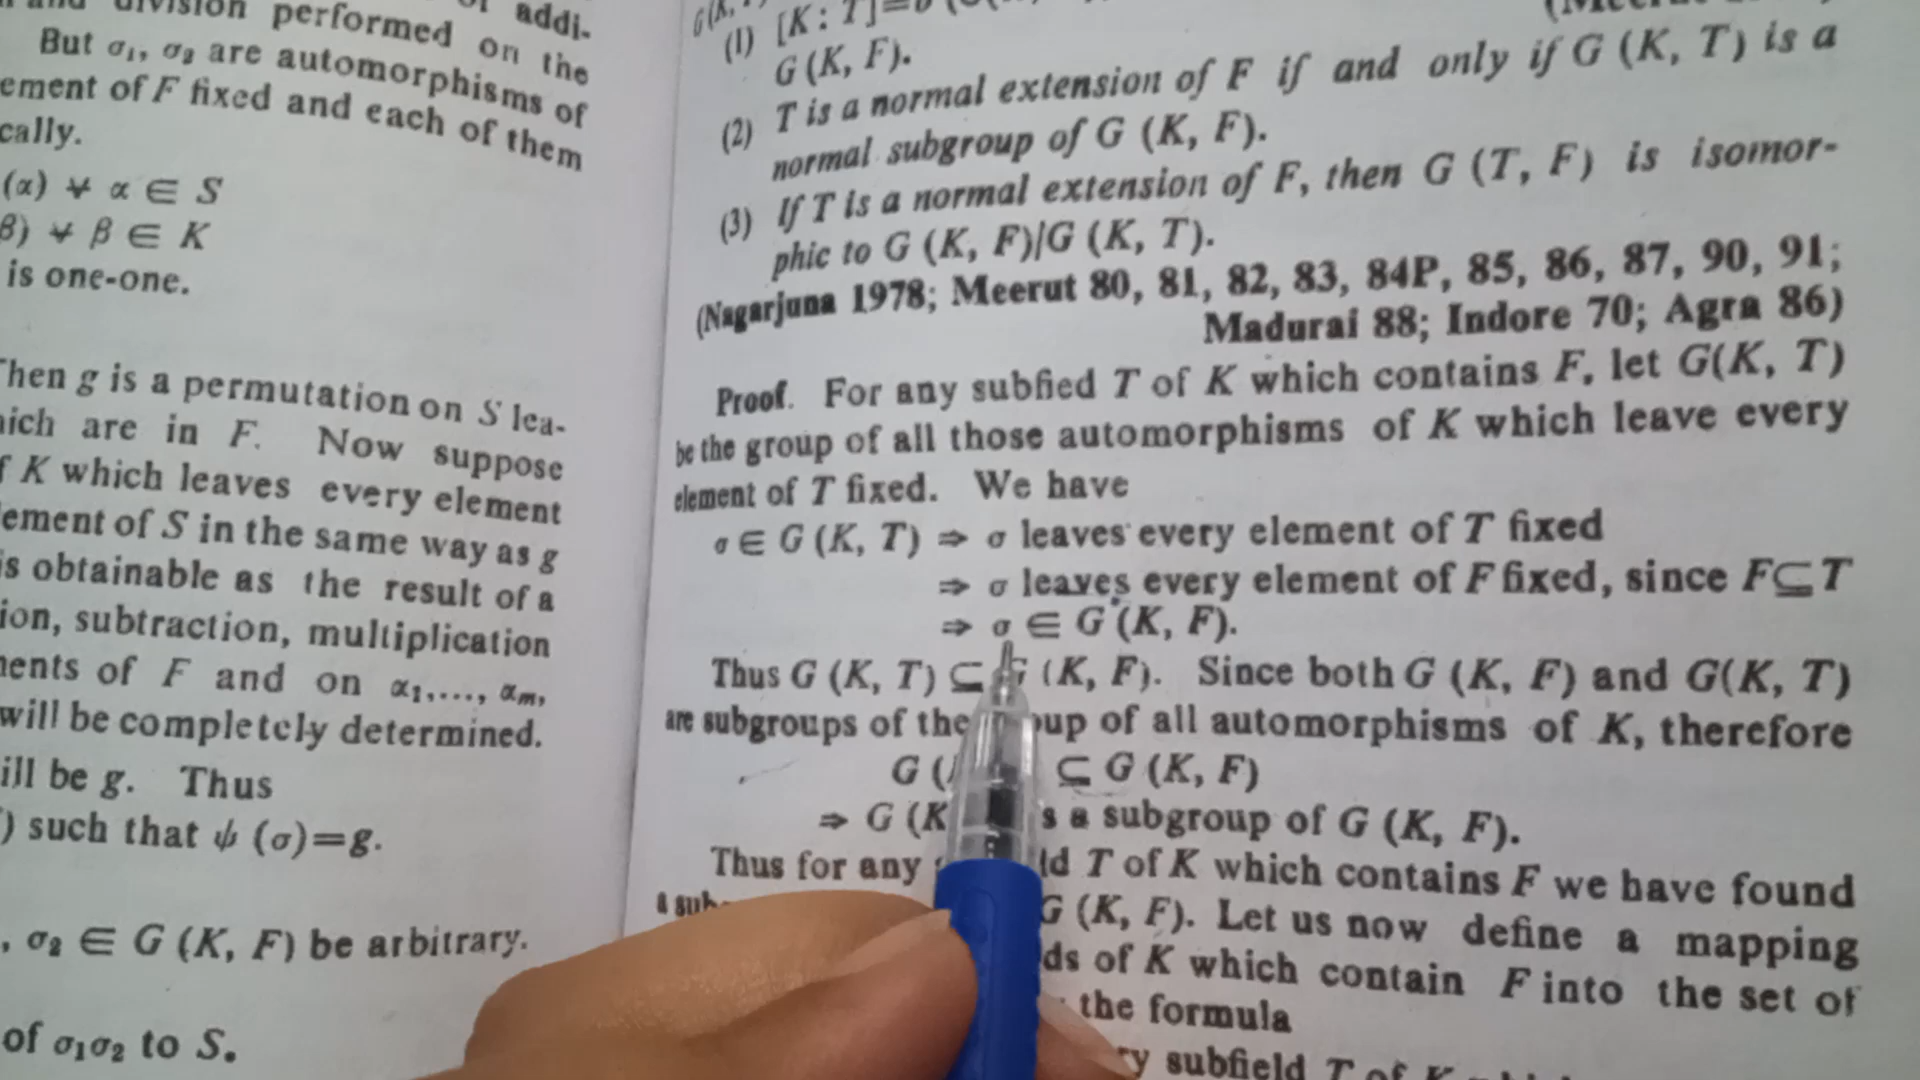 division performed on the
addi-
But σ₁, σ₂ are automorphisms of
ement of F fixed and each of them
cally.
(α) ∀ α ∈ S
β) ∀ β ∈ K
is one-one.
Then g is a permutation on S lea-
hich are in F. Now suppose
f K which leaves every element
ement of S in the same way as g
is obtainable as the result of a
ion, subtraction, multiplication
ments of F and on α₁,..., αₘ,
will be completely determined.
ill be g. Thus
) such that ψ (σ)=g.
, σ₂ ∈ G (K, F) be arbitrary.
of σ₁σ₂ to S.
(1) [K : T]=
G (K, F).
(2) T is a normal extension of F if and only if G (K, T) is a
normal subgroup of G (K, F).
(3) If T is a normal extension of F, then G (T, F) is isomor-
phic to G (K, F)/G (K, T).
(Nagarjuna 1978; Meerut 80, 81, 82, 83, 84P, 85, 86, 87, 90, 91;
Madurai 88; Indore 70; Agra 86)
Proof. For any subfied T of K which contains F, let G(K, T)
be the group of all those automorphisms of K which leave every
element of T fixed. We have
σ ∈ G (K, T) ⇒ σ leaves every element of T fixed
⇒ σ leaves every element of F fixed, since F⊆T
⇒ σ ∈ G (K, F).
Thus G (K, T) ⊆ G (K, F). Since both G (K, F) and G(K, T)
are subgroups of the oup of all automorphisms of K, therefore
G ( ⊆ G (K, F)
⇒ G (K s a subgroup of G (K, F).
Thus for any ld T of K which contains F we have found
a sub G (K, F). Let us now define a mapping
ds of K which contain F into the set of
the formula
ry subfield T of K